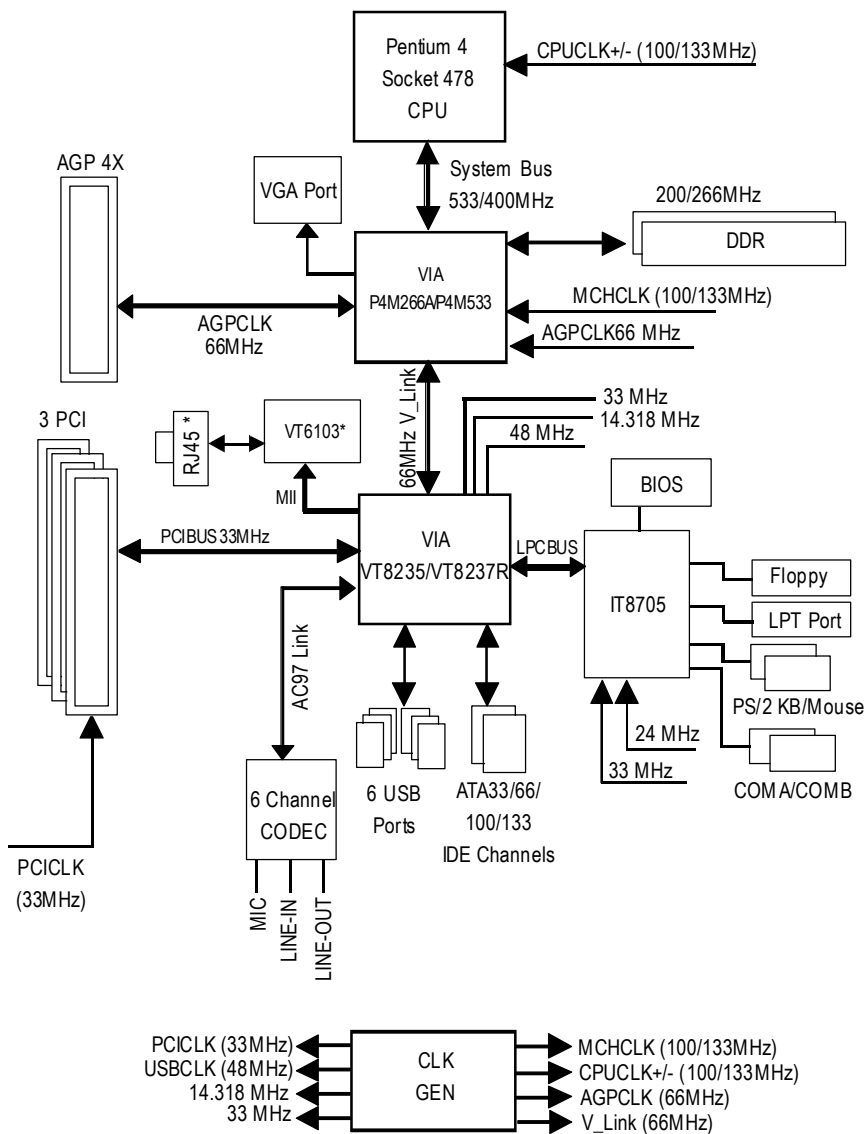 Pentium 4
Socket 478
CPU
CPUCLK+/- (100/133MHz)
AGP 4X
VGA Port
System Bus
533/400MHz
200/266MHz
DDR
VIA
P4M266A/P4M533
MCHCLK (100/133MHz)
AGPCLK
66MHz
AGPCLK66 MHz
3 PCI
RJ45 *
VT6103*
66MHz V_Link
33 MHz
14.318 MHz
48 MHz
MII
BIOS
PCIBUS33MHz
VIA
VT8235/VT8237R
LPCBUS
IT8705
Floppy
LPT Port
PS/2 KB/Mouse
AC97 Link
24 MHz
33 MHz
COMA/COMB
6 Channel
CODEC
6 USB
Ports
ATA33/66/
100/133
IDE Channels
PCICLK
(33MHz)
MIC
LINE-IN
LINE-OUT
PCICLK (33MHz)
USBCLK (48MHz)
14.318 MHz
33 MHz
CLK
GEN
MCHCLK (100/133MHz)
CPUCLK+/- (100/133MHz)
AGPCLK (66MHz)
V_Link (66MHz)